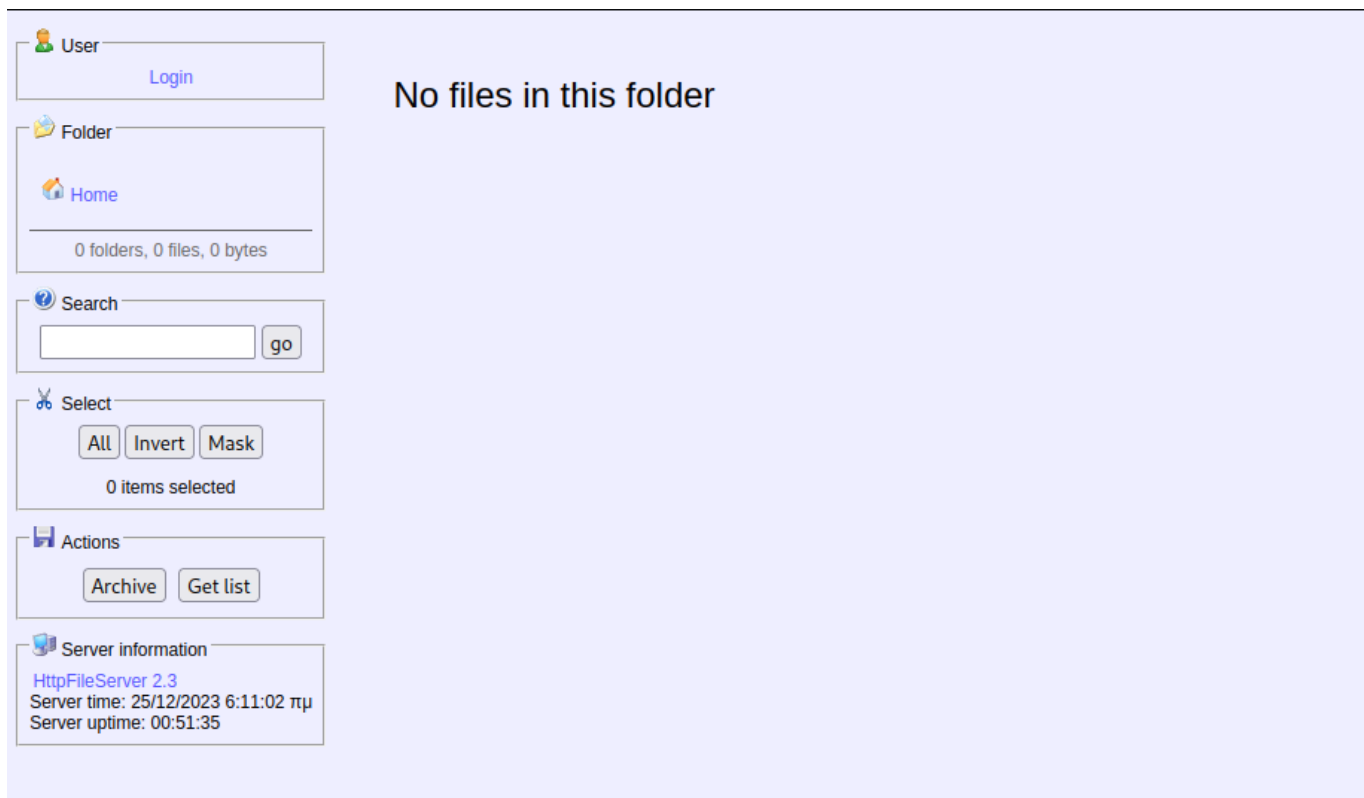 User
Login
No files in this folder
Folder
Home
0 folders, 0 files, 0 bytes
Search
go
Select
All Invert Mask
0 items selected
Actions
Archive Get list
Server information
HttpFileServer 2.3
Server time: 25/12/2023 6:11:02 πμ
Server uptime: 00:51:35